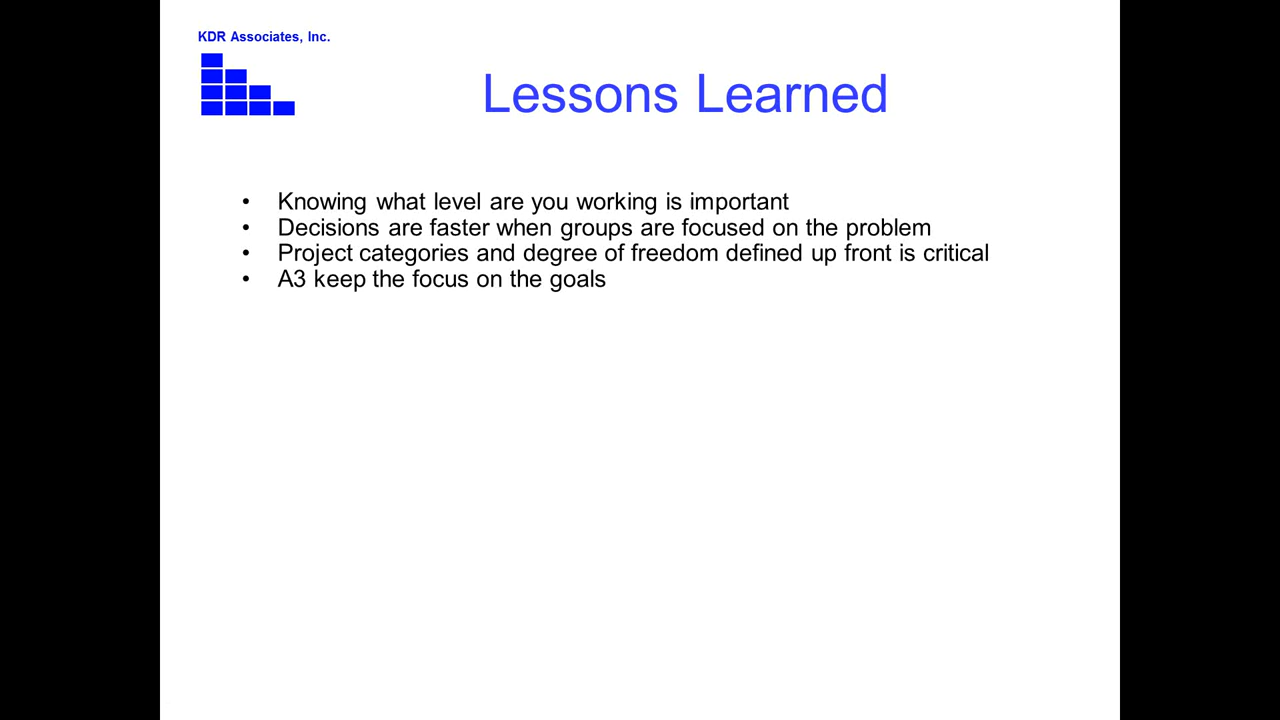 KDR Associates, Inc.
Lessons Learned
• Knowing what level are you working is important
• Decisions are faster when groups are focused on the problem
• Project categories and degree of freedom defined up front is critical
• A3 keep the focus on the goals